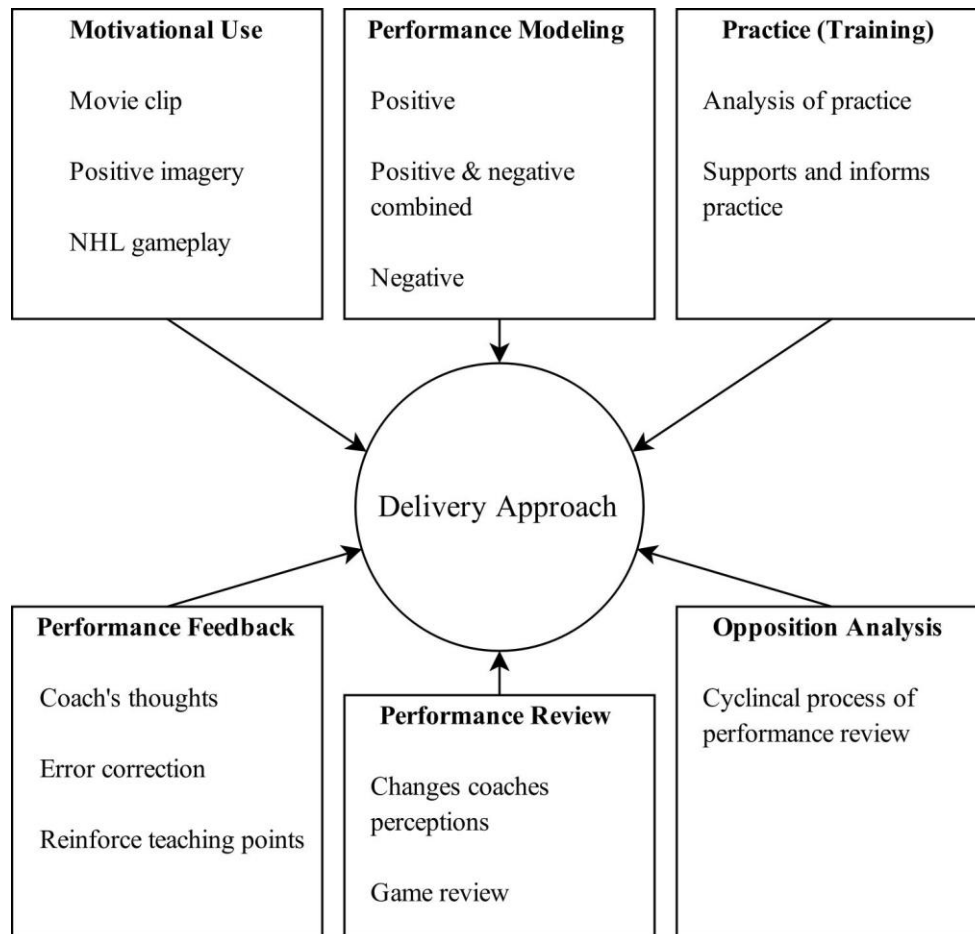 Motivational Use
Movie clip
Positive imagery
NHL gameplay
Performance Modeling
Positive
Positive & negative
combined
Negative
Practice (Training)
Analysis of practice
Supports and informs
practice
Delivery Approach
Performance Feedback
Coach's thoughts
Error correction
Reinforce teaching points
Performance Review
Changes coaches
perceptions
Game review
Opposition Analysis
Cyclincal process of
performance review